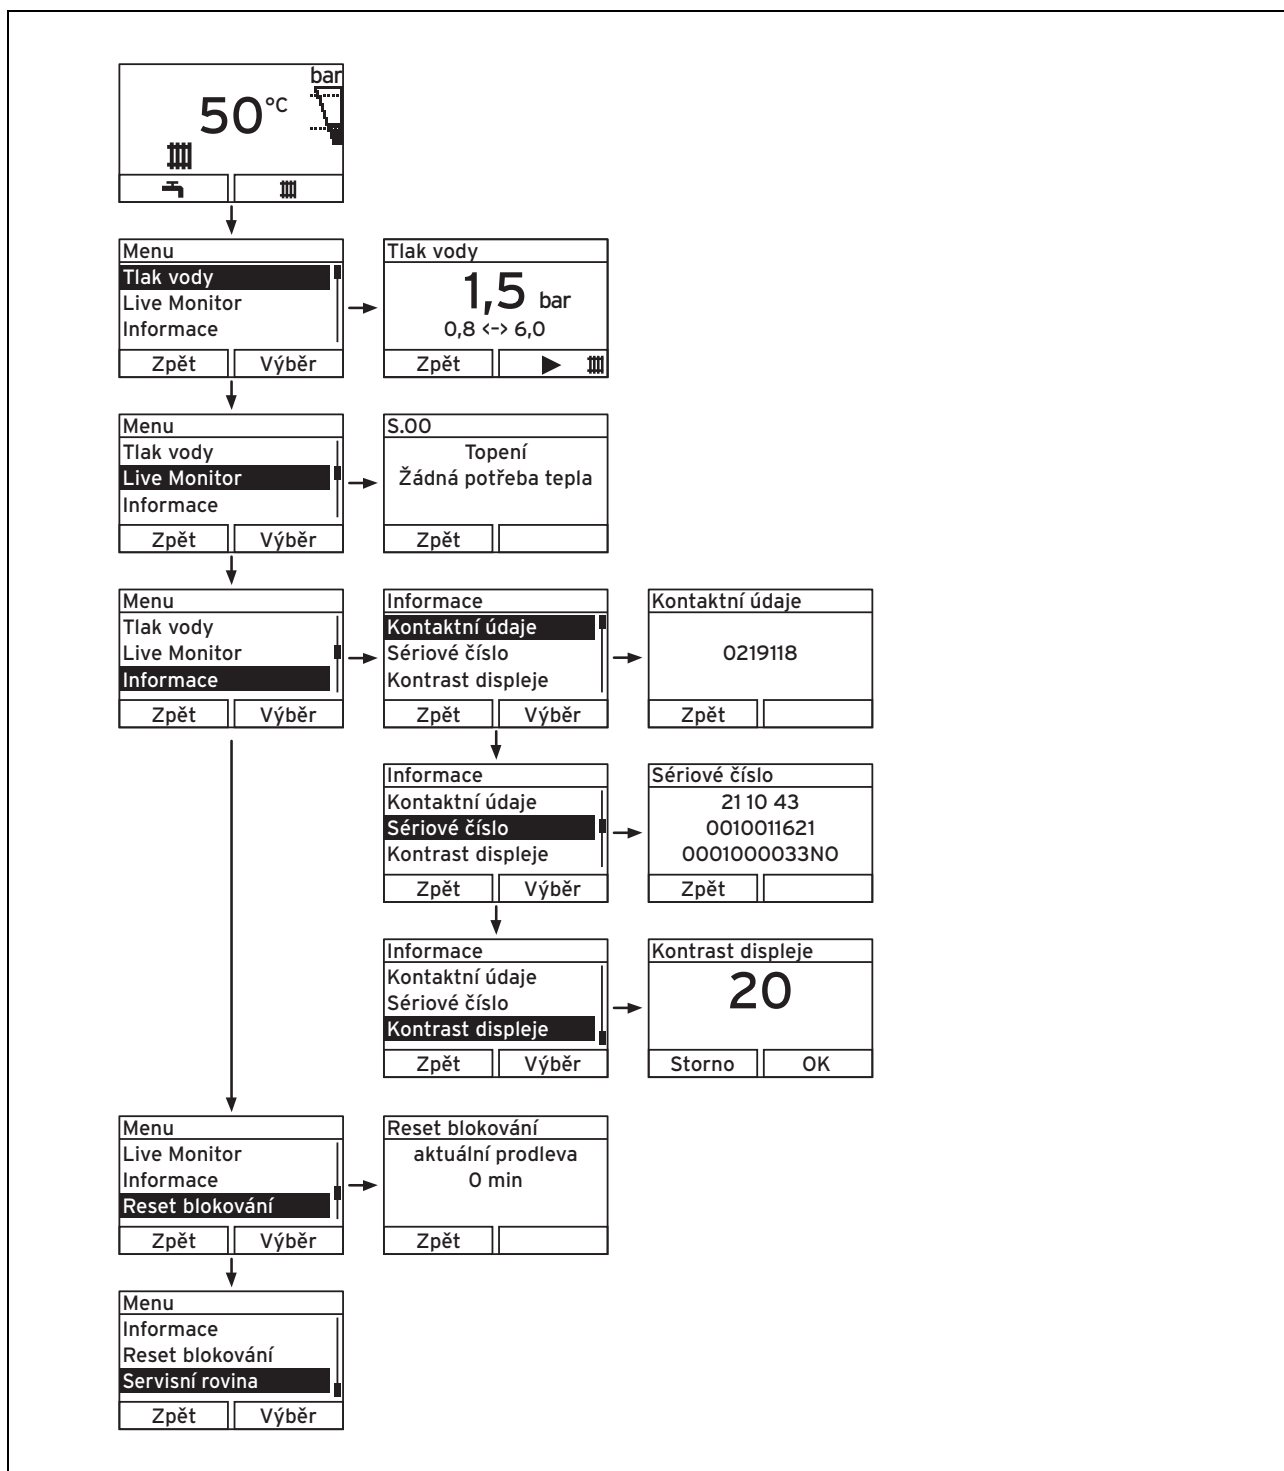 bar
50°C
Menu
Tlak vody
Live Monitor
Informace
Zpět Výběr
Tlak vody
1,5 bar
0,8 <-> 6,0
Zpět
Menu
Tlak vody
Live Monitor
Informace
Zpět Výběr
S.00
Topení
Žádná potřeba tepla
Zpět
Menu
Tlak vody
Live Monitor
Informace
Zpět Výběr
Informace
Kontaktní údaje
Sériové číslo
Kontrast displeje
Zpět Výběr
Kontaktní údaje
0219118
Zpět
Informace
Kontaktní údaje
Sériové číslo
Kontrast displeje
Zpět Výběr
Sériové číslo
21 10 43
0010011621
0001000033N0
Zpět
Informace
Kontaktní údaje
Sériové číslo
Kontrast displeje
Zpět Výběr
Kontrast displeje
20
Storno OK
Menu
Live Monitor
Informace
Reset blokování
Zpět Výběr
Reset blokování
aktuální prodleva
0 min
Zpět
Menu
Informace
Reset blokování
Servisní rovina
Zpět Výběr